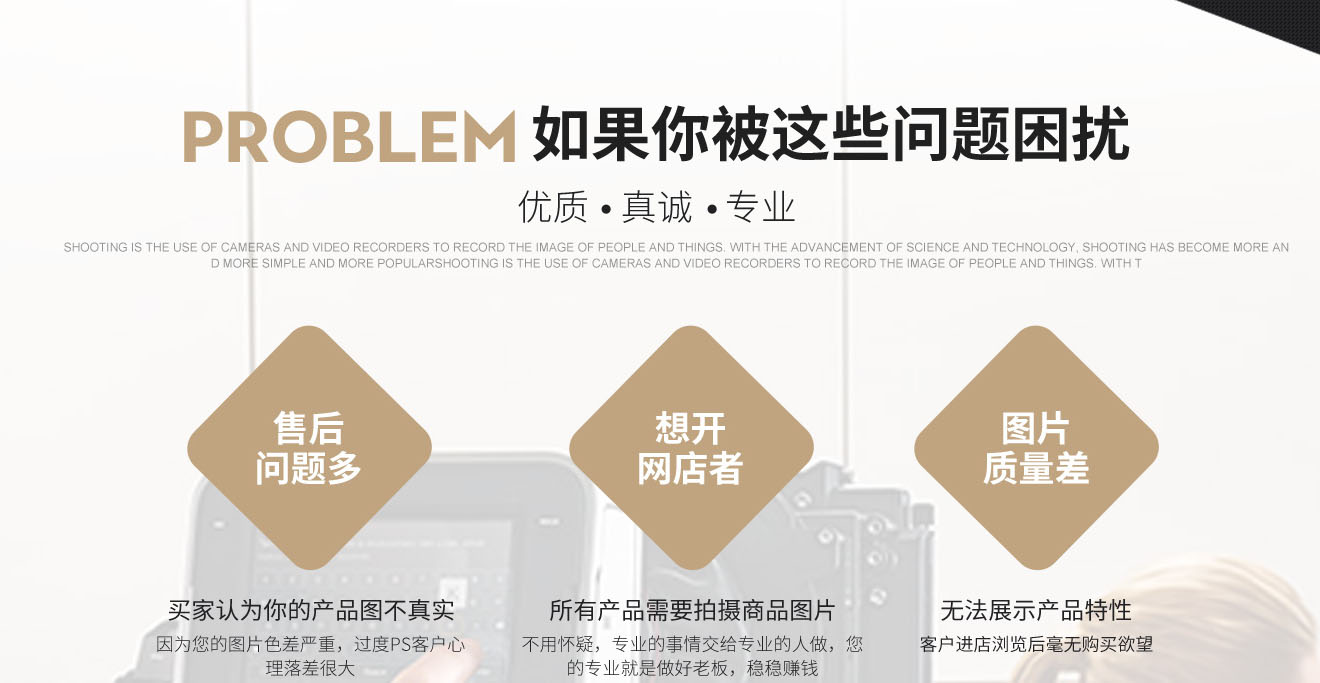 PROBLEM 如果你被这些问题困扰
优质 • 真诚 • 专业
SHOOTING IS THE USE OF CAMERAS AND VIDEO RECORDERS TO RECORD THE IMAGE OF PEOPLE AND THINGS. WITH THE ADVANCEMENT OF SCIENCE AND TECHNOLOGY, SHOOTING HAS BECOME MORE AN
D MORE SIMPLE AND MORE POPULARSHOOTING IS THE USE OF CAMERAS AND VIDEO RECORDERS TO RECORD THE IMAGE OF PEOPLE AND THINGS. WITH T
售后
问题多
买家认为你的产品图不真实
因为您的图片色差严重，过度PS客户心
理落差很大
想开
网店者
所有产品需要拍摄商品图片
不用怀疑，专业的事情交给专业的人做，您
的专业就是做好老板，稳稳赚钱
图片
质量差
无法展示产品特性
客户进店浏览后毫无购买欲望